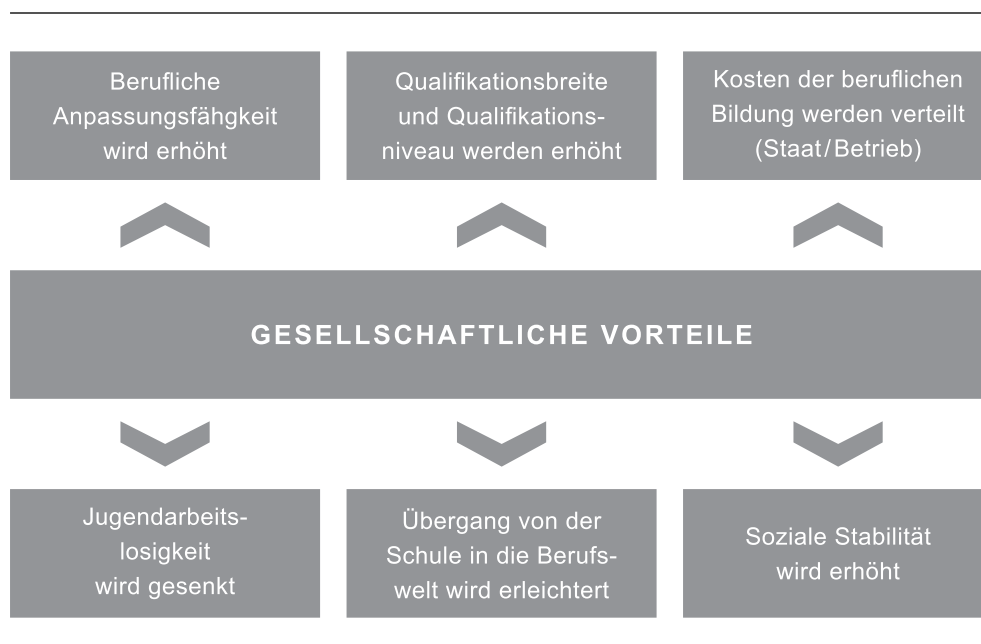 Berufliche
Anpassungsfähgkeit
wird erhöht
Qualifikationsbreite
und Qualifikations-
niveau werden erhöht
Kosten der beruflichen
Bildung werden verteilt
(Staat/Betrieb)
GESELLSCHAFTLICHE VORTEILE
Jugendarbeits-
losigkeit
wird gesenkt
Übergang von der
Schule in die Berufs-
welt wird erleichtert
Soziale Stabilität
wird erhöht